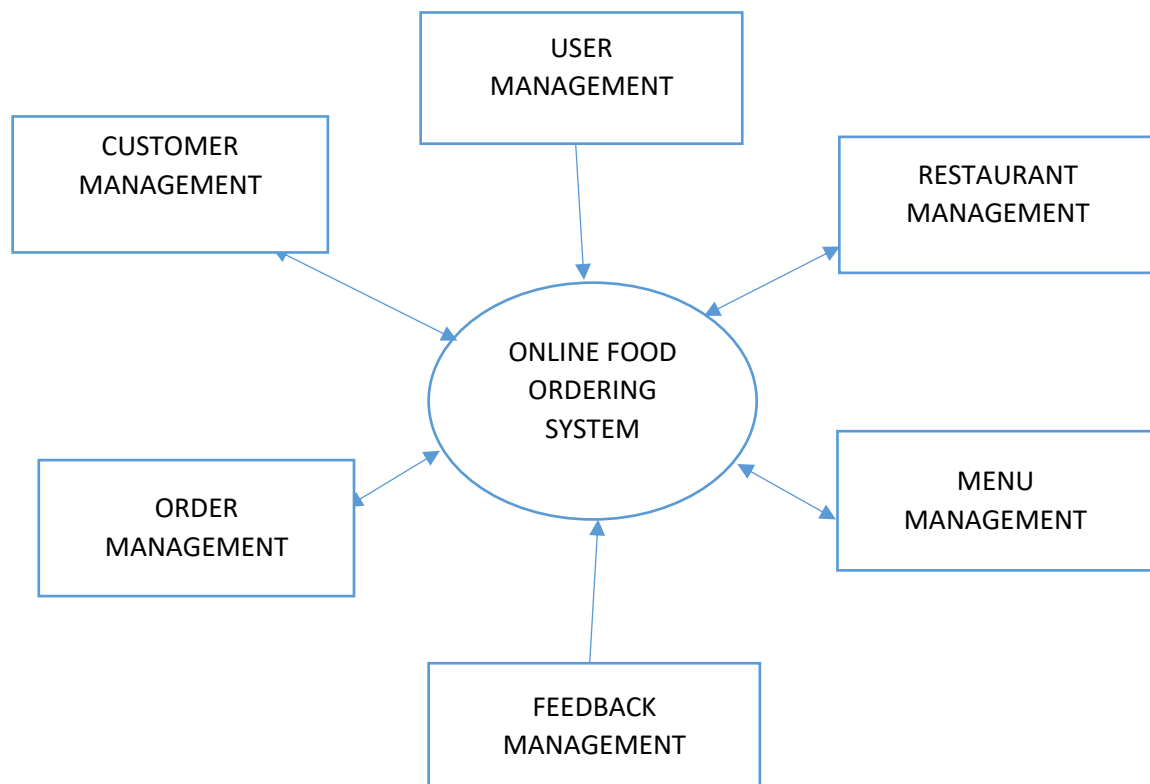 USER
MANAGEMENT
CUSTOMER
MANAGEMENT
RESTAURANT
MANAGEMENT
ONLINE FOOD
ORDERING
SYSTEM
ORDER
MANAGEMENT
MENU
MANAGEMENT
FEEDBACK
MANAGEMENT